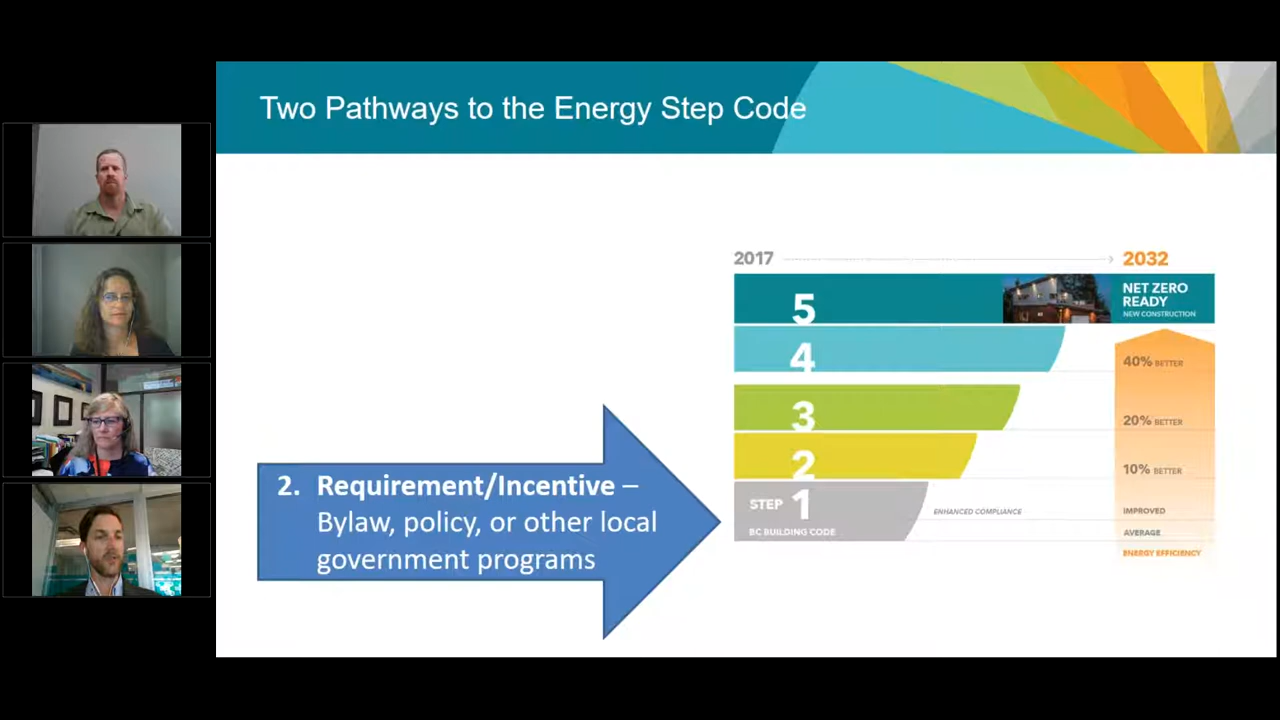 Two Pathways to the Energy Step Code
2. Requirement/Incentive –
Bylaw, policy, or other local
government programs
2017
2032
5
NET ZERO
READY
NEW CONSTRUCTION
4
40% BETTER
3
20% BETTER
2
10% BETTER
STEP 1
ENHANCED COMPLIANCE
IMPROVED
BC BUILDING CODE
AVERAGE
ENERGY EFFICIENCY